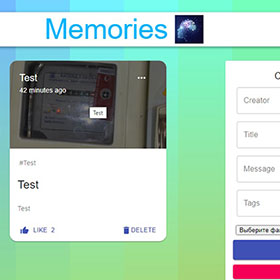 Memories
Test
42 minutes ago
Test
#Test
Test
Test
LIKE 2
DELETE
Creator
Title
Message
Tags
Выберите фа